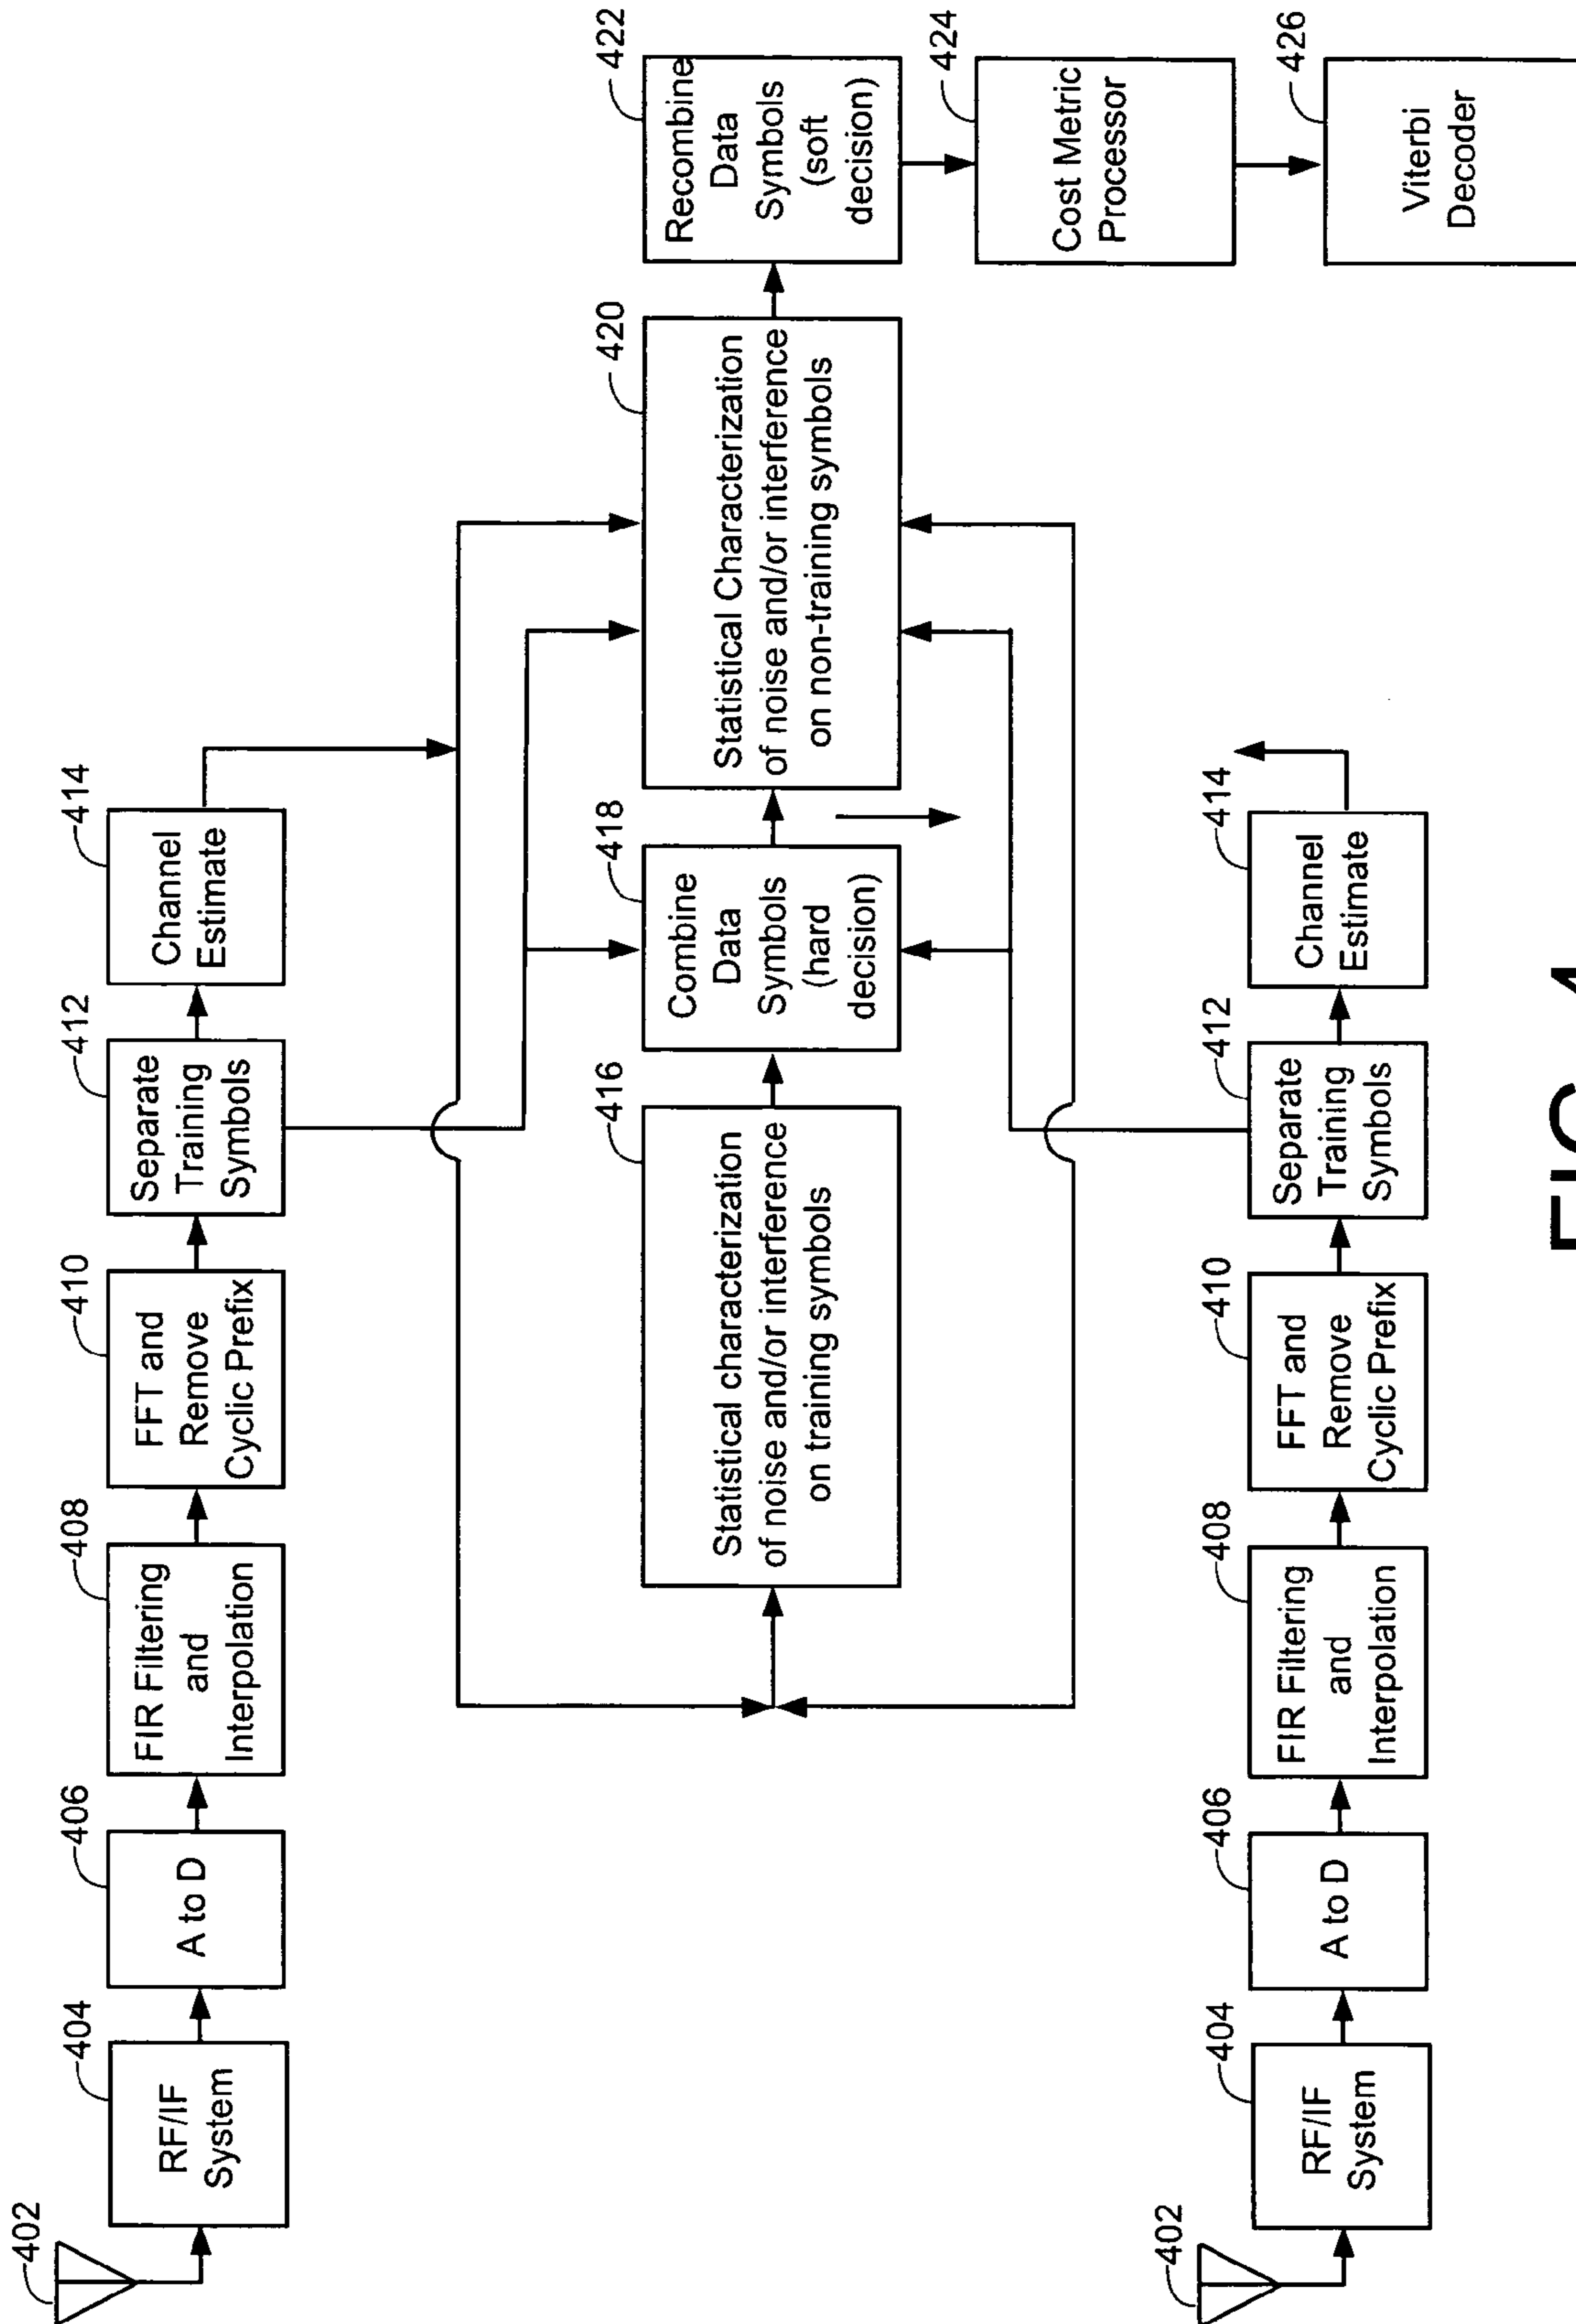 402
404
RF/IF
System
406
A to D
408
FIR Filtering
and
Interpolation
410
FFT and
Remove
Cyclic Prefix
412
Separate
Training
Symbols
414
Channel
Estimate
416
Statistical characterization
of noise and/or interference
on training symbols
418
Combine
Data
Symbols
(hard
decision)
420
Statistical Characterization
of noise and/or interference
on non-training symbols
422
Recombine
Data
Symbols
(soft
decision)
424
Cost Metric
Processor
426
Viterbi
Decoder
402
404
RF/IF
System
406
A to D
408
FIR Filtering
and
Interpolation
410
FFT and
Remove
Cyclic Prefix
412
Separate
Training
Symbols
414
Channel
Estimate
FIG. 4